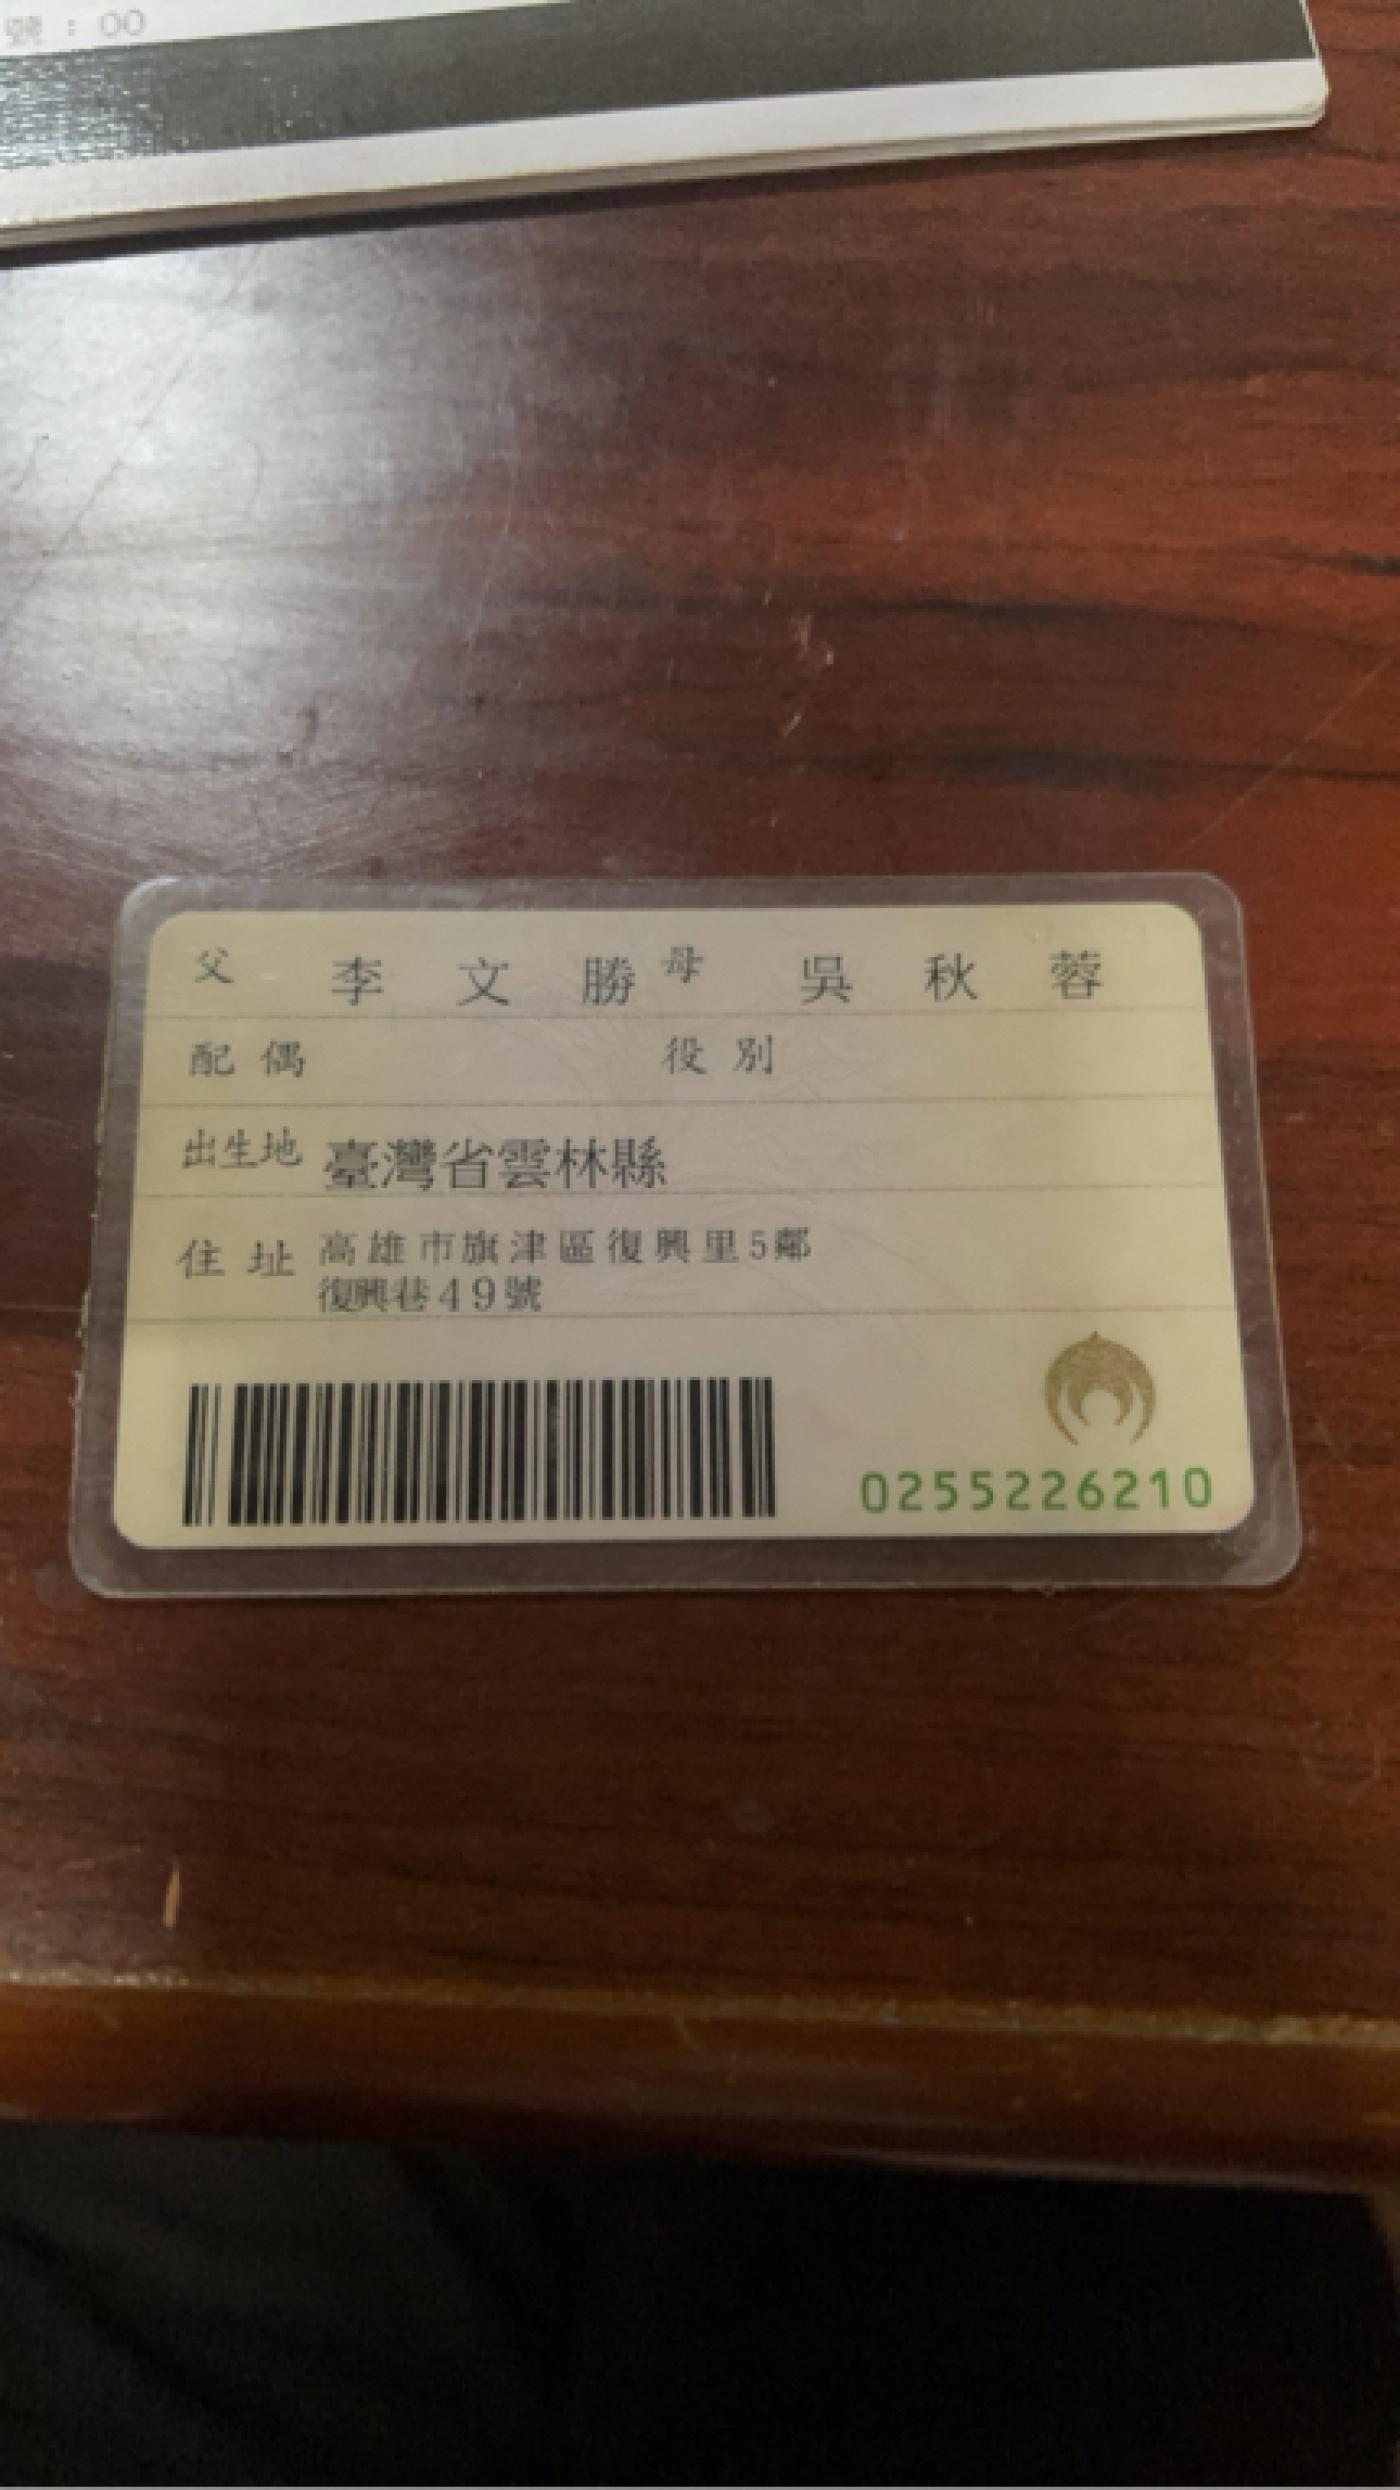 號：00
父 李文勝 母 吳秋蓉
配偶 役別
出生地 臺灣省雲林縣
住址 高雄市旗津區復興里5鄰
復興巷49號
0255226210